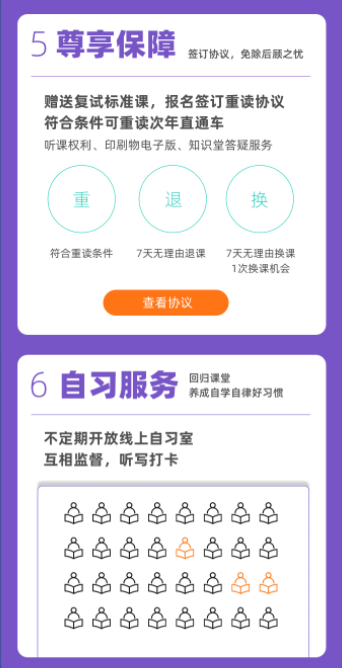 5 尊享保障 签订协议，免除后顾之忧
赠送复试标准课，报名签订重读协议
符合条件可重读次年直通车
听课权利、印刷物电子版、知识堂答疑服务
重 退 换
符合重读条件 7天无理由退课 7天无理由换课
1次换课机会
查看协议
6 自习服务 回归课堂
养成自学自律好习惯
不定期开放线上自习室
互相监督，听写打卡